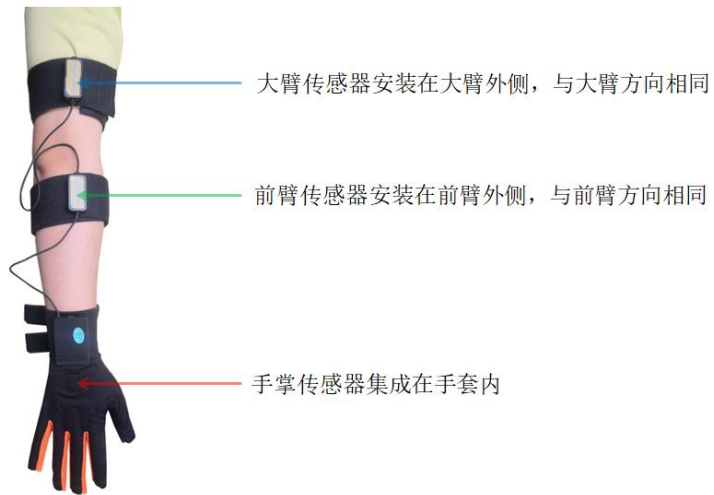 大臂传感器安装在大臂外侧，与大臂方向相同
前臂传感器安装在前臂外侧，与前臂方向相同
手掌传感器集成在手套内